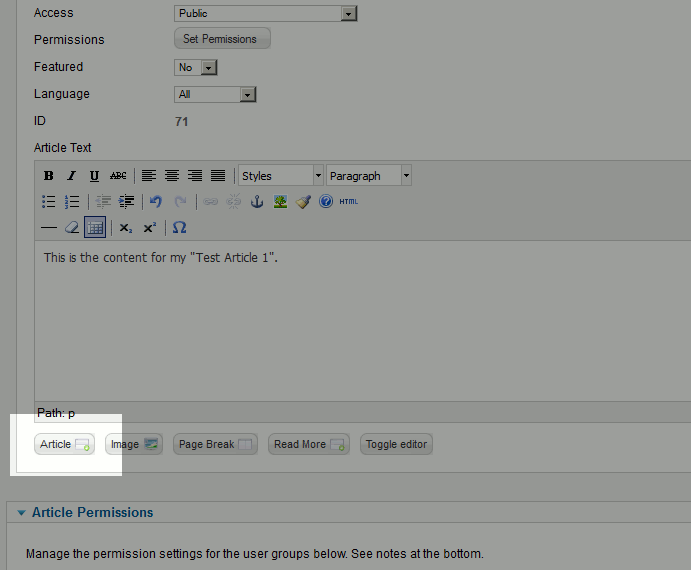 Access Public
Permissions Set Permissions
Featured No
Language All
ID 71
Article Text
B I U ABC Styles Paragraph
HTML
x₂ x² Ω
This is the content for my "Test Article 1".
Path: p
Article Image Page Break Read More Toggle editor
Article Permissions
Manage the permission settings for the user groups below. See notes at the bottom.